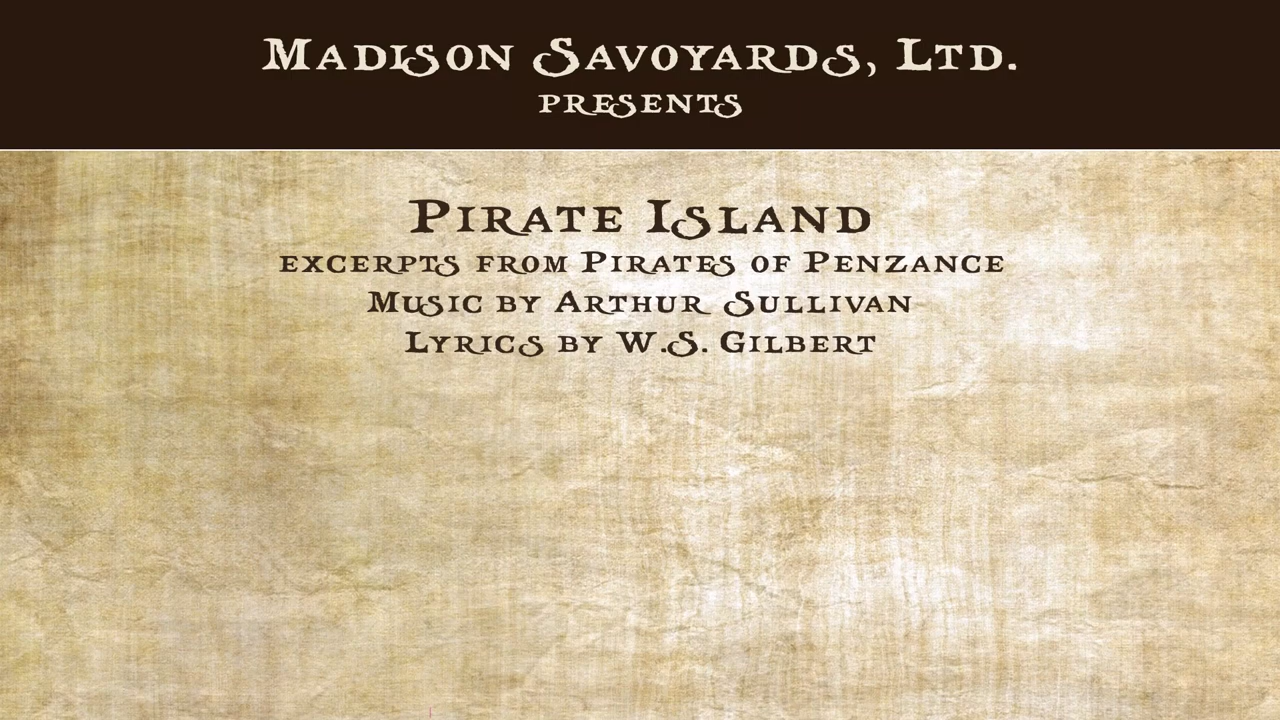 Madison Savoyards, Ltd.
presents
Pirate Island
excerpts from Pirates of Penzance
Music by Arthur Sullivan
Lyrics by W.S. Gilbert